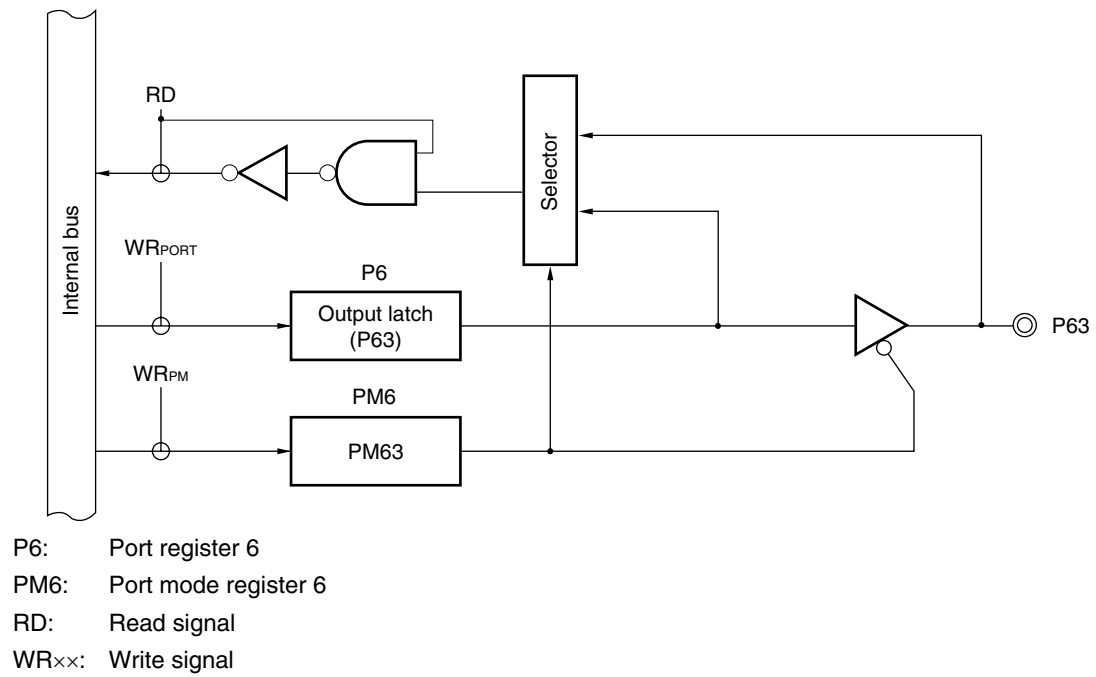 RD
Selector
Internal bus
WRPORT
P6
Output latch
(P63)
P63
WRPM
PM6
PM63
P6: Port register 6
PM6: Port mode register 6
RD: Read signal
WR××: Write signal